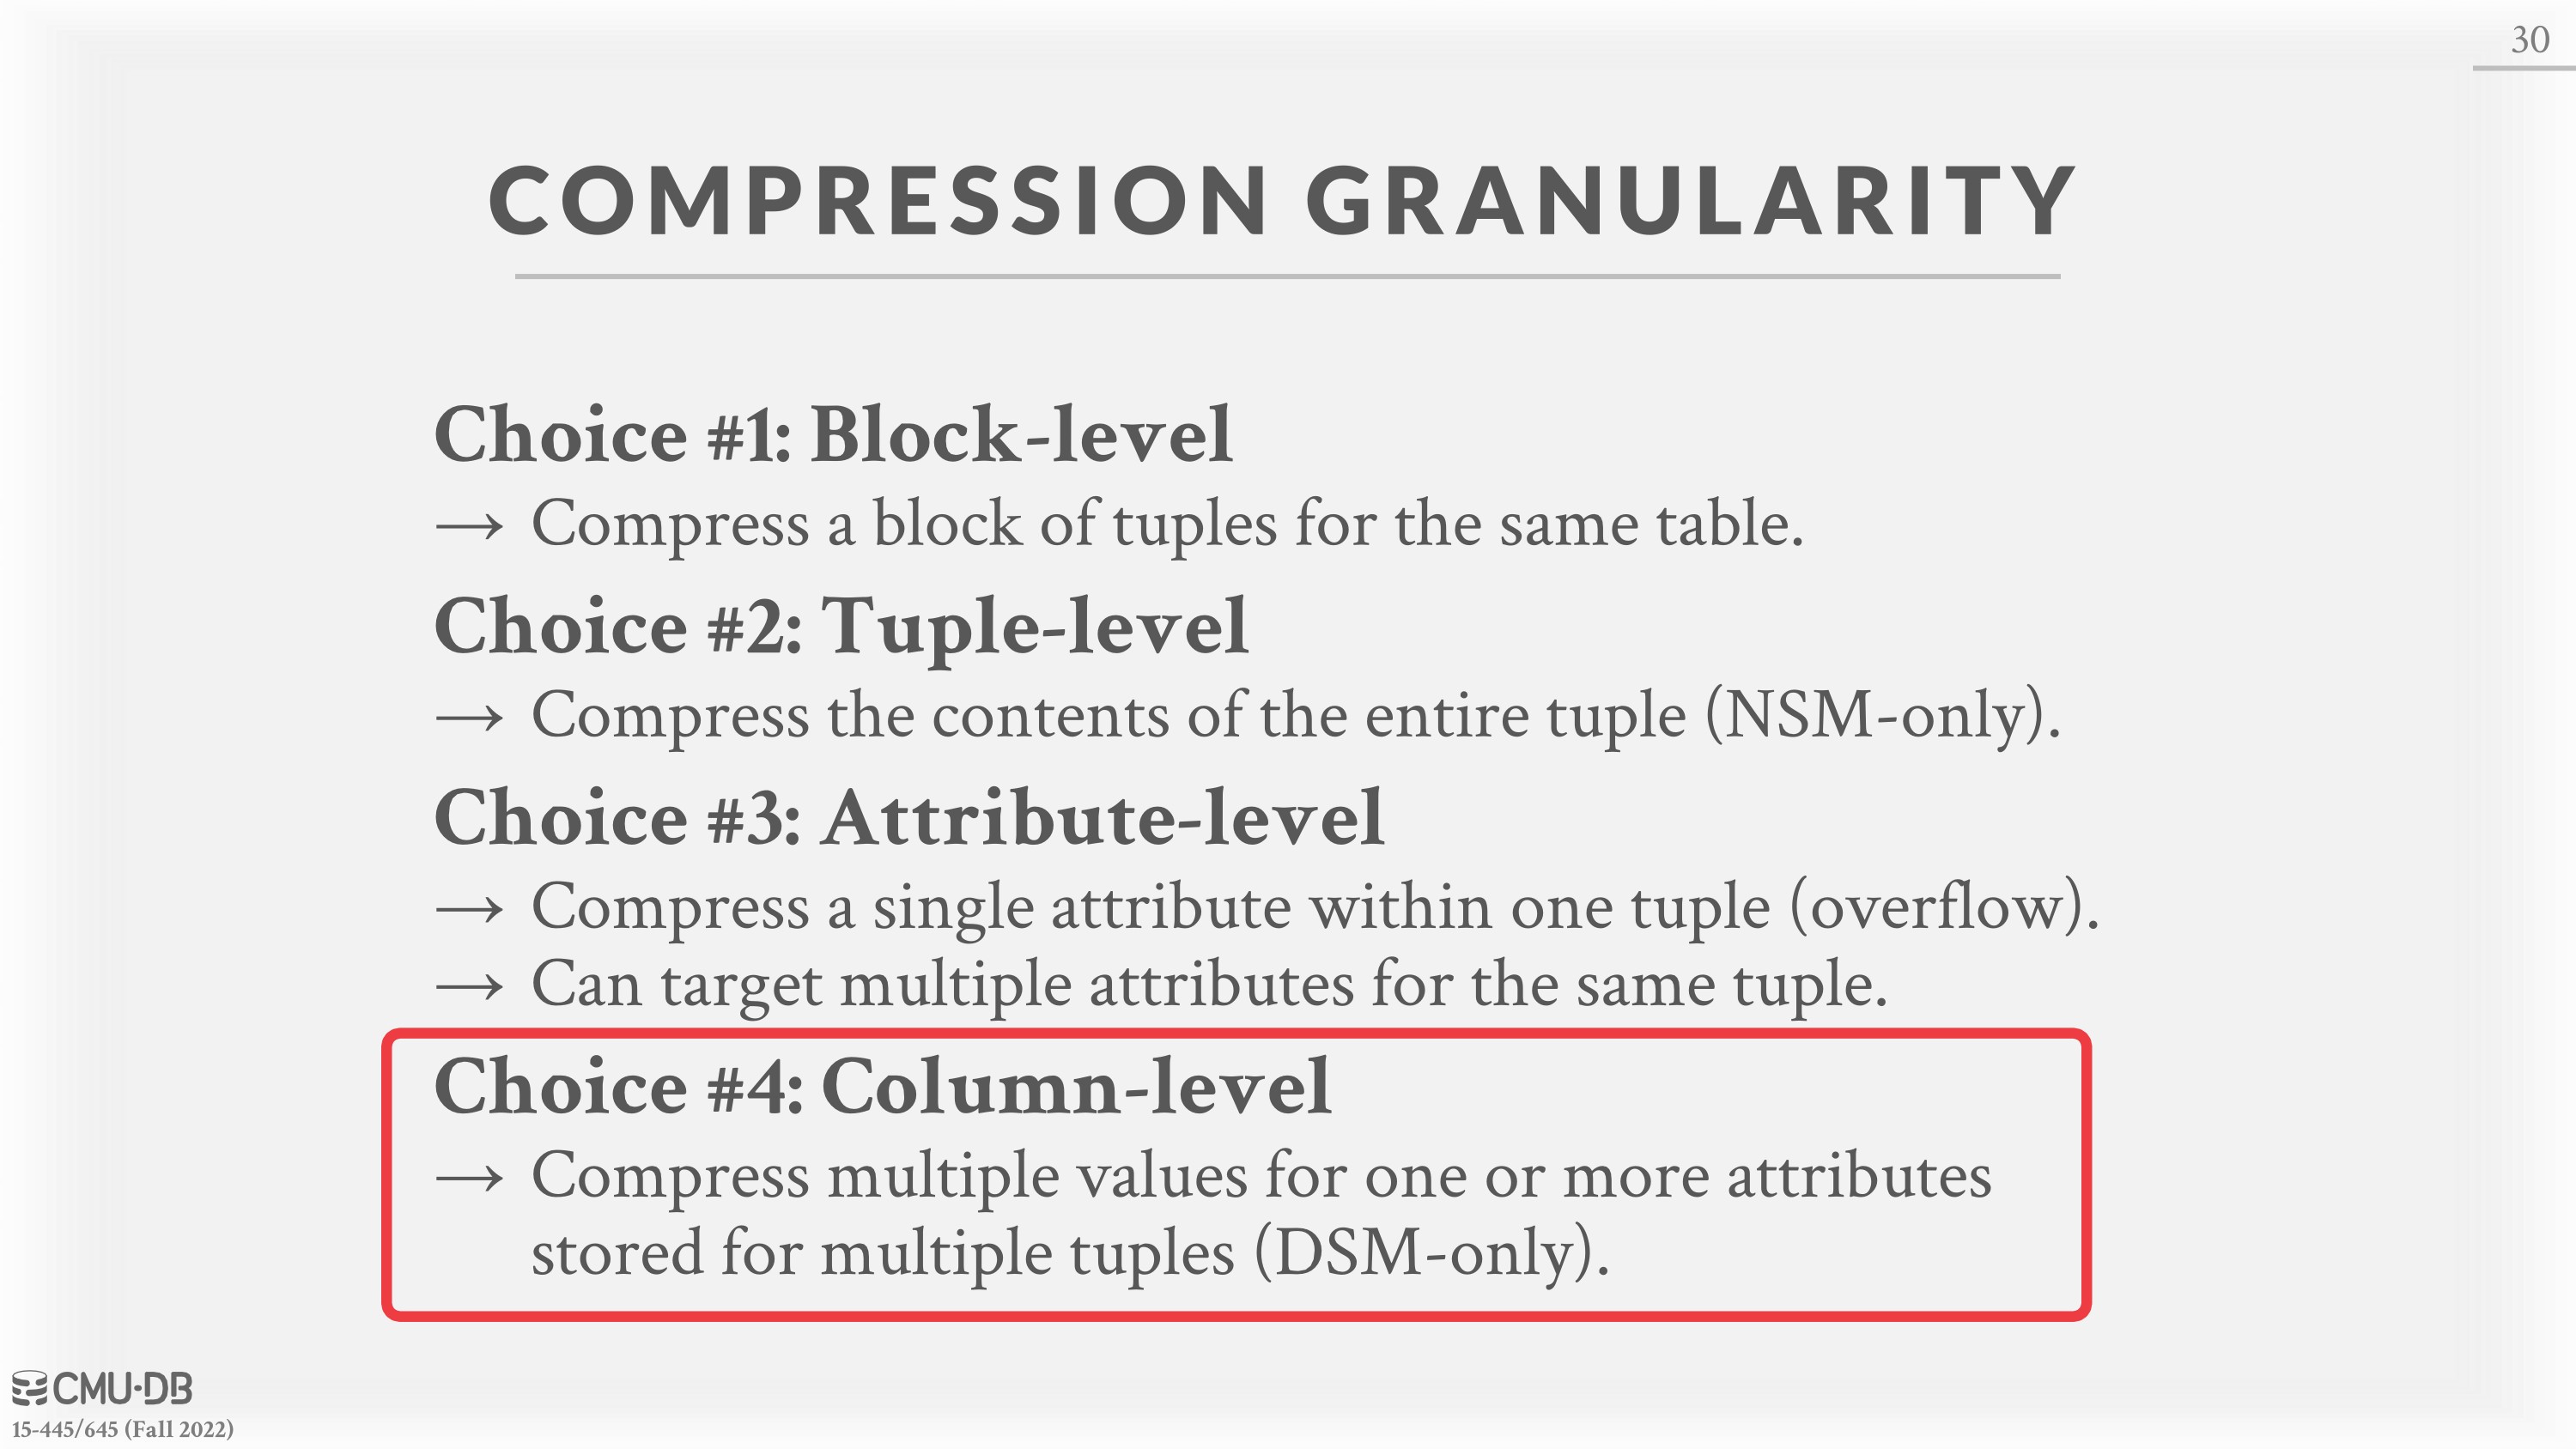 30
COMPRESSION GRANULARITY
Choice #1: Block-level
→ Compress a block of tuples for the same table.
Choice #2: Tuple-level
→ Compress the contents of the entire tuple (NSM-only).
Choice #3: Attribute-level
→ Compress a single attribute within one tuple (overflow).
→ Can target multiple attributes for the same tuple.
Choice #4: Column-level
→ Compress multiple values for one or more attributes
stored for multiple tuples (DSM-only).
CMU·DB
15-445/645 (Fall 2022)